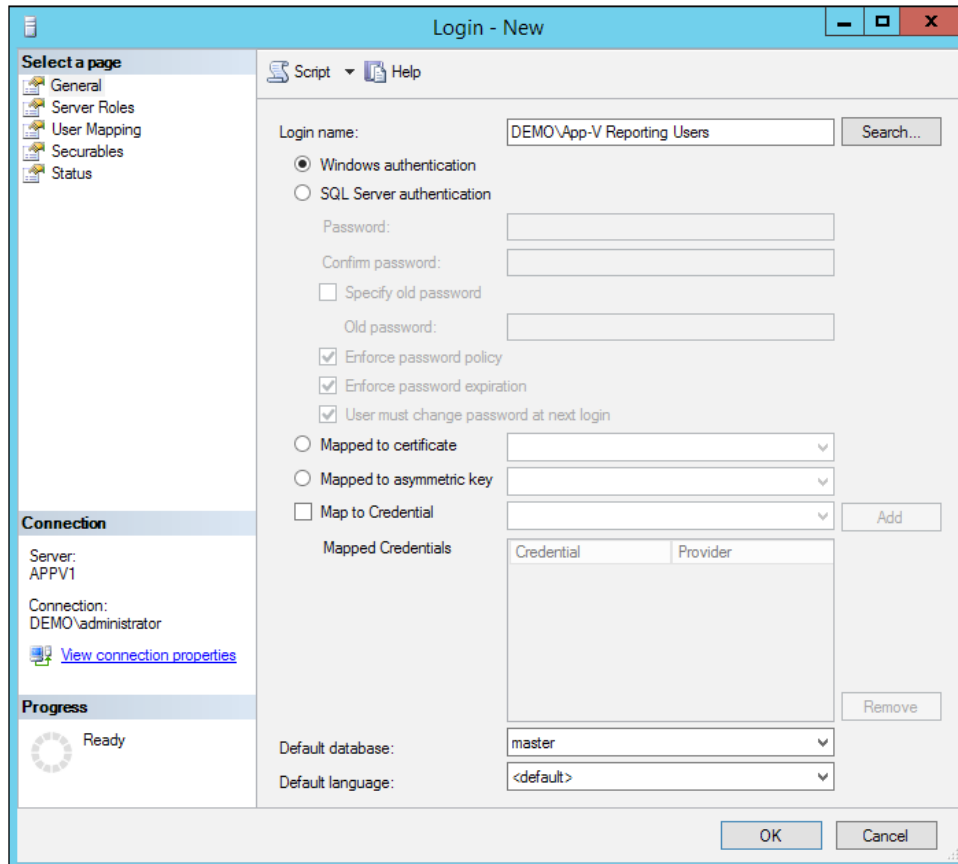 Login - New
Select a page
General
Server Roles
User Mapping
Securables
Status
Script Help
Login name: DEMO\App-V Reporting Users Search...
Windows authentication
SQL Server authentication
Password:
Confirm password:
Specify old password
Old password:
Enforce password policy
Enforce password expiration
User must change password at next login
Mapped to certificate
Mapped to asymmetric key
Map to Credential Add
Mapped Credentials Credential Provider
Remove
Default database: master
Default language: <default>
Connection
Server:
APPV1
Connection:
DEMO\administrator
View connection properties
Progress
Ready
OK Cancel